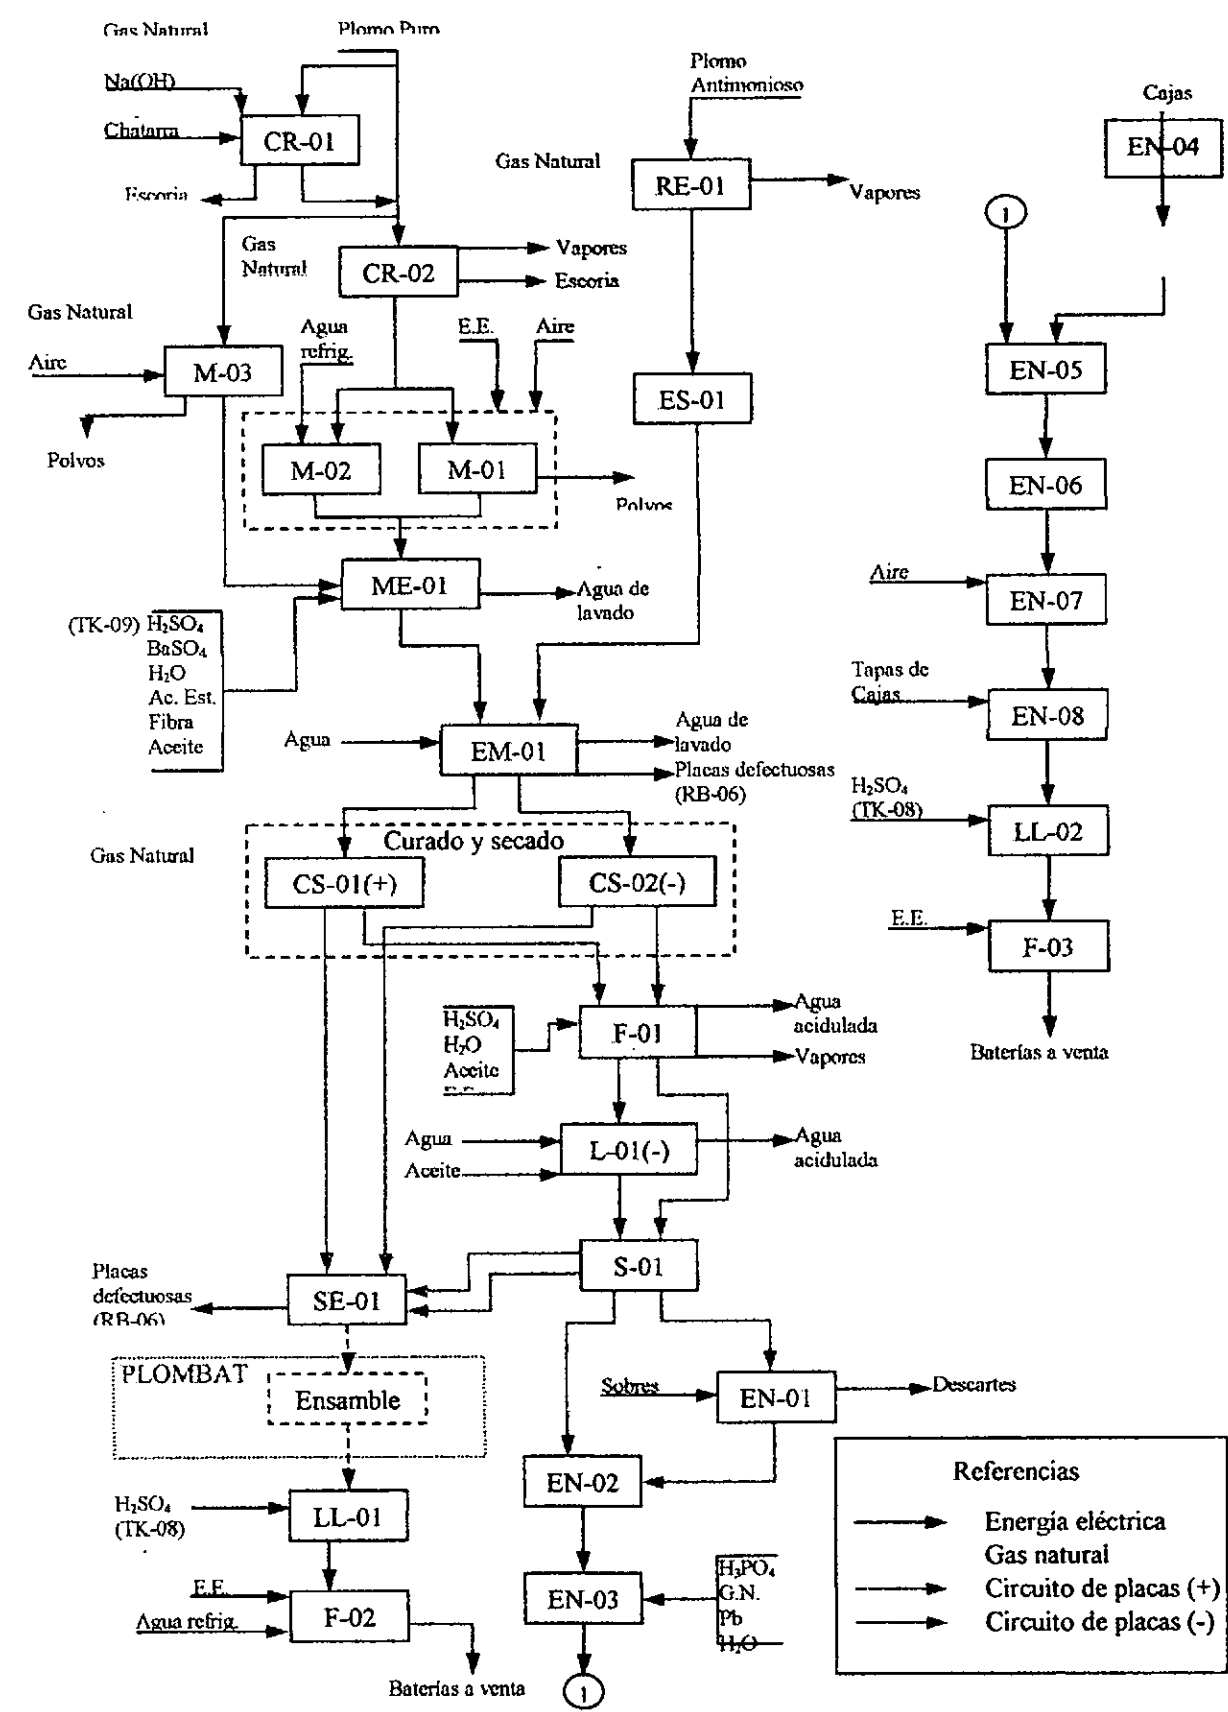 Gas Natural
Plomo Puro
Na(OH)
Chatarra
CR-01
Escoria
Gas
Natural
CR-02
Vapores
Escoria
Gas Natural
Aire
M-03
Polvos
Agua
refrig.
E.E.
Aire
M-02
M-01
Polvos
ME-01
Agua de
lavado
(TK-09) H₂SO₄
BaSO₄
H₂O
Ac. Est.
Fibra
Aceite
Plomo
Antimonioso
Gas Natural
RE-01
Vapores
ES-01
Agua
EM-01
Agua de
lavado
Placas defectuosas
(RB-06)
Gas Natural
Curado y secado
CS-01(+)
CS-02(-)
H₂SO₄
H₂O
Aceite
E.E.
F-01
Agua
acidulada
Vapores
Agua
Aceite
L-01(-)
Agua
acidulada
S-01
Placas
defectuosas
(RB-06)
SE-01
PLOMBAT
Ensamble
H₂SO₄
(TK-08)
LL-01
E.E.
Agua refrig.
F-02
Baterías a venta
Sobres
EN-01
Descartes
EN-02
EN-03
H₃PO₄
G.N.
Pb
H₂O
1
Cajas
EN-04
1
EN-05
EN-06
Aire
EN-07
Tapas de
Cajas
EN-08
H₂SO₄
(TK-08)
LL-02
E.E.
F-03
Baterías a venta
Referencias
Energía eléctrica
Gas natural
Circuito de placas (+)
Circuito de placas (-)